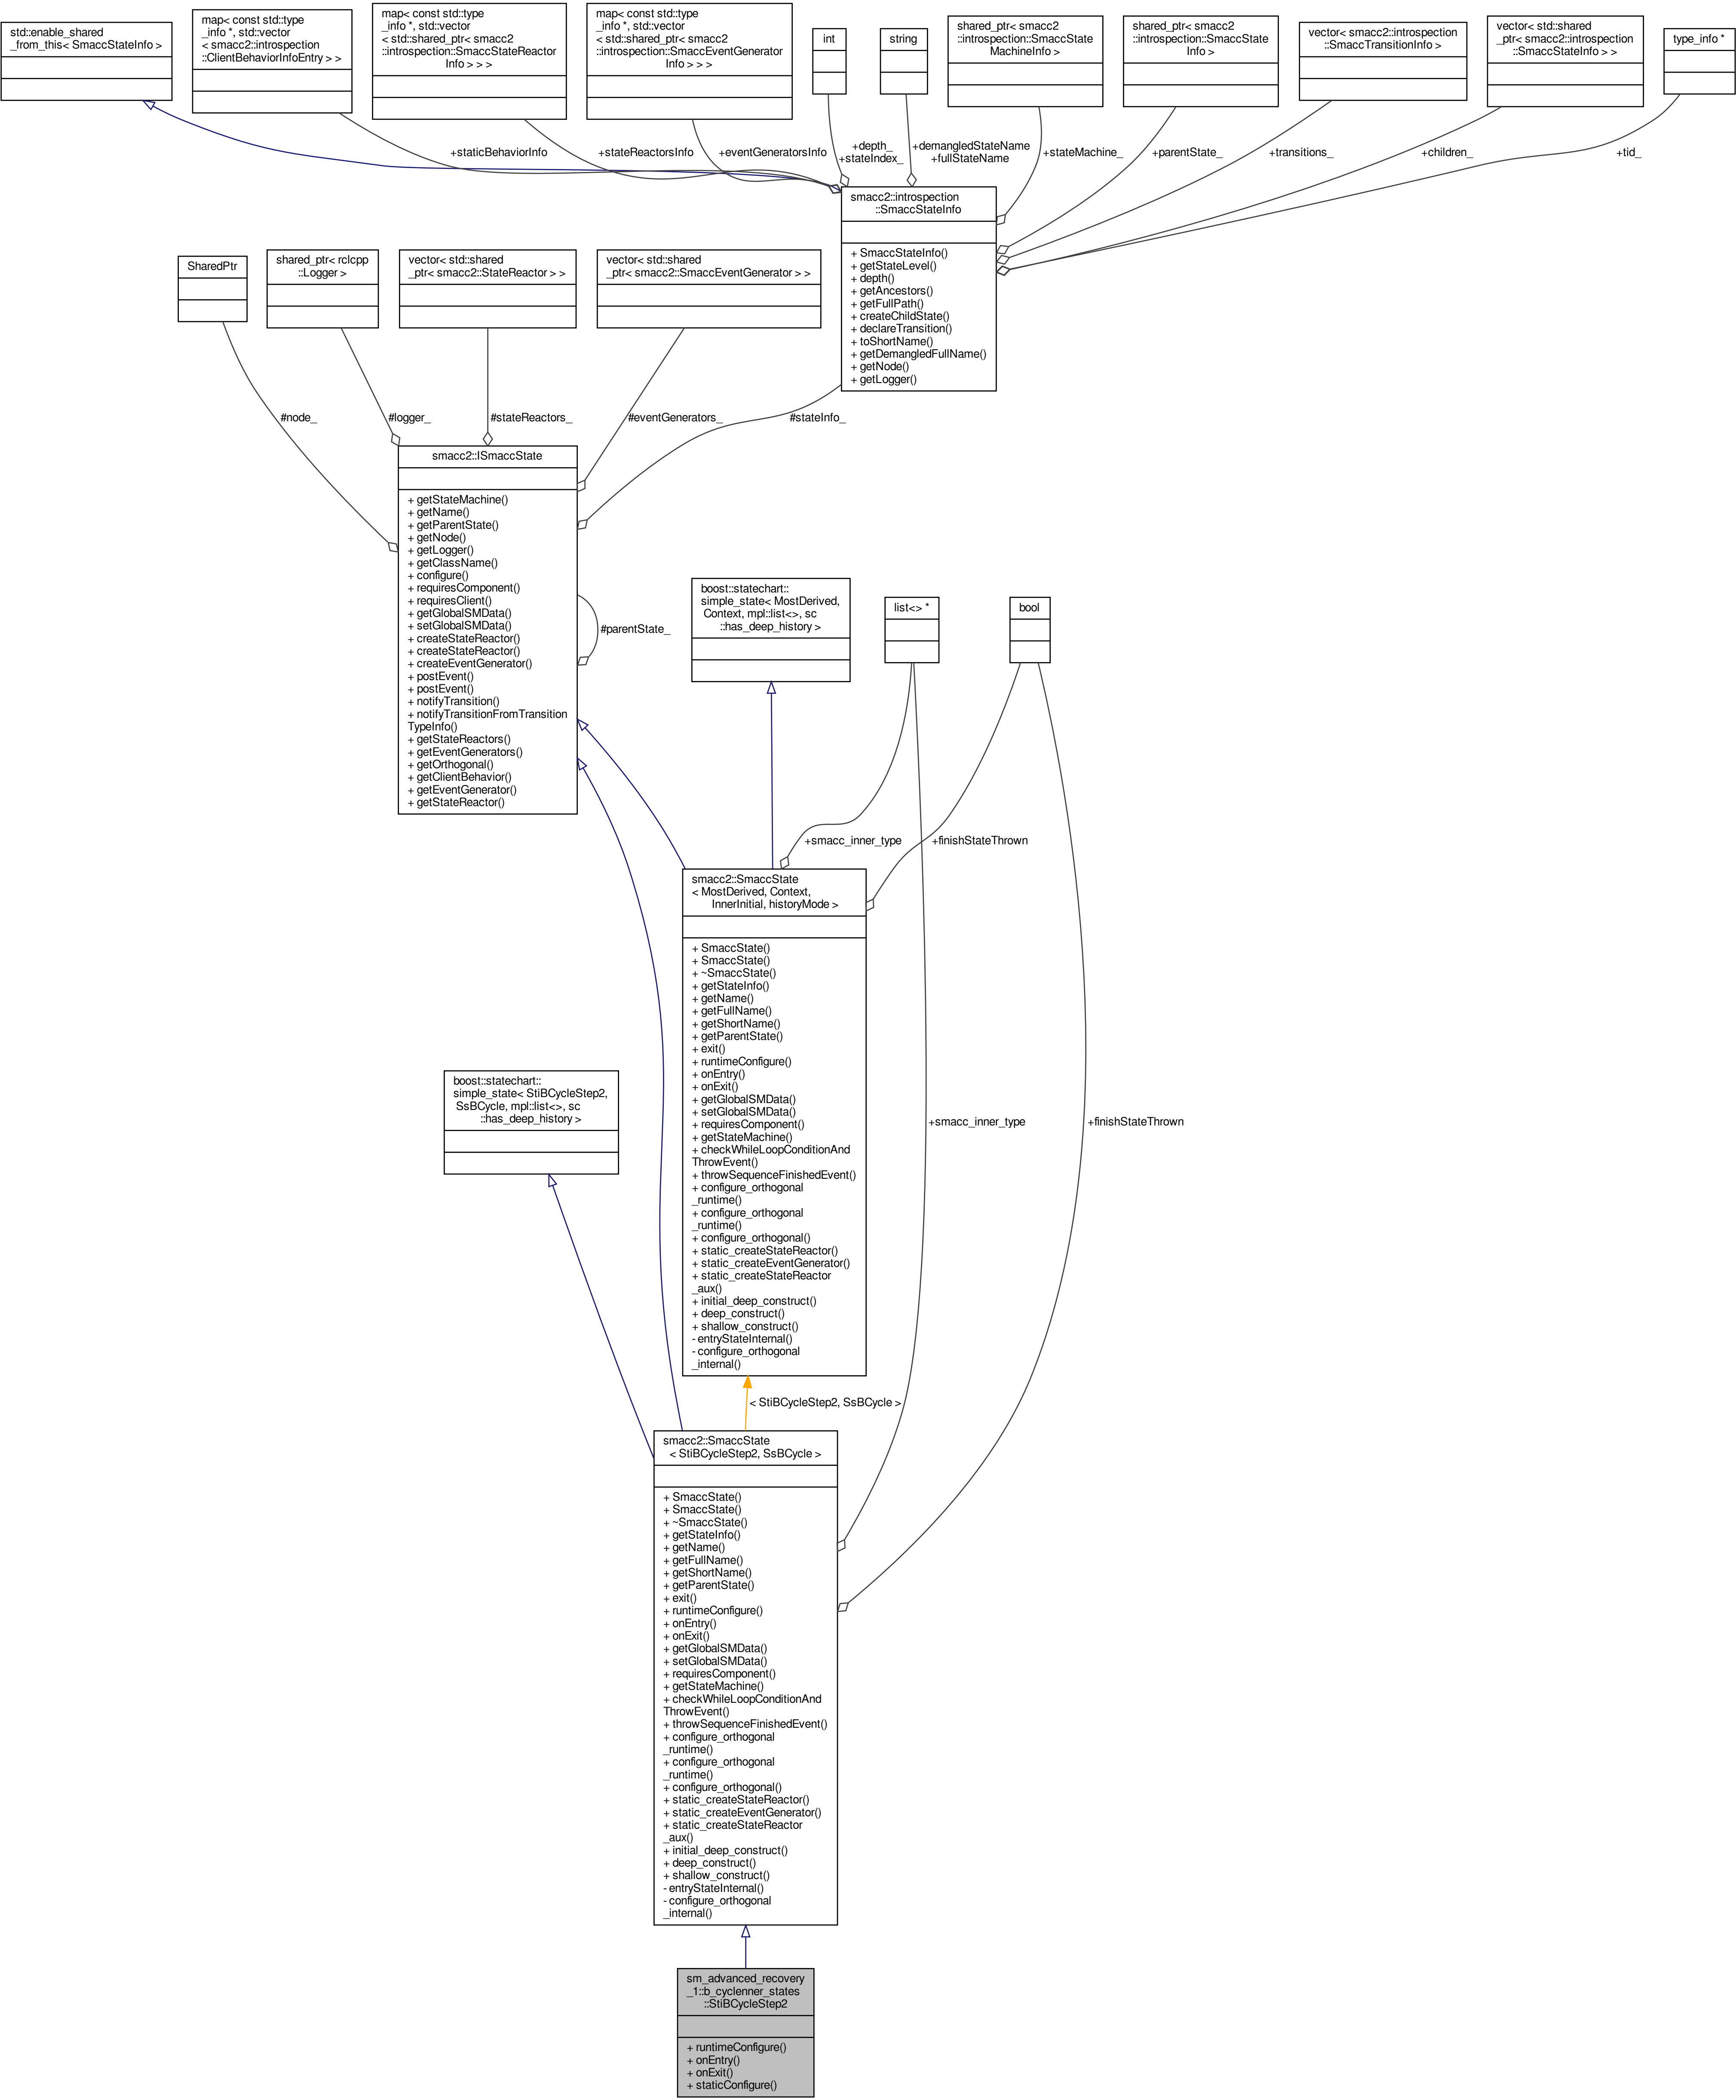 std::enable_shared
_from_this< SmaccStateInfo >
map< const std::type
_info *, std::vector
< smacc2::introspection
::ClientBehaviorInfoEntry > >
map< const std::type
_info *, std::vector
< std::shared_ptr< smacc2
::introspection::SmaccStateReactor
Info > > >
map< const std::type
_info *, std::vector
< std::shared_ptr< smacc2
::introspection::SmaccEventGenerator
Info > > >
int
string
shared_ptr< smacc2
::introspection::SmaccState
MachineInfo >
shared_ptr< smacc2
::introspection::SmaccState
Info >
vector< smacc2::introspection
::SmaccTransitionInfo >
vector< std::shared
_ptr< smacc2::introspection
::SmaccStateInfo > >
type_info *
+staticBehaviorInfo
+stateReactorsInfo
+eventGeneratorsInfo
+depth_
+stateIndex_
+demangledStateName
+fullStateName
+stateMachine_
+parentState_
+transitions_
+children_
+tid_
smacc2::introspection
::SmaccStateInfo
+ SmaccStateInfo()
+ getStateLevel()
+ depth()
+ getAncestors()
+ getFullPath()
+ createChildState()
+ declareTransition()
+ toShortName()
+ getDemangledFullName()
+ getNode()
+ getLogger()
SharedPtr
shared_ptr< rclcpp
::Logger >
vector< std::shared
_ptr< smacc2::StateReactor > >
vector< std::shared
_ptr< smacc2::SmaccEventGenerator > >
#node_
#logger_
#stateReactors_
#eventGenerators_
#stateInfo_
smacc2::ISmaccState
+ getStateMachine()
+ getName()
+ getParentState()
+ getNode()
+ getLogger()
+ getClassName()
+ configure()
+ requiresComponent()
+ requiresClient()
+ getGlobalSMData()
+ setGlobalSMData()
+ createStateReactor()
+ createStateReactor()
+ createEventGenerator()
+ postEvent()
+ postEvent()
+ notifyTransition()
+ notifyTransitionFromTransition
TypeInfo()
+ getStateReactors()
+ getEventGenerators()
+ getOrthogonal()
+ getClientBehavior()
+ getEventGenerator()
+ getStateReactor()
#parentState_
boost::statechart::
simple_state< MostDerived,
Context, mpl::list<>, sc
::has_deep_history >
list<> *
bool
+smacc_inner_type
+finishStateThrown
smacc2::SmaccState
< MostDerived, Context,
InnerInitial, historyMode >
+ SmaccState()
+ SmaccState()
+ ~SmaccState()
+ getStateInfo()
+ getName()
+ getFullName()
+ getShortName()
+ getParentState()
+ exit()
+ runtimeConfigure()
+ onEntry()
+ onExit()
+ getGlobalSMData()
+ setGlobalSMData()
+ requiresComponent()
+ getStateMachine()
+ checkWhileLoopConditionAnd
ThrowEvent()
+ throwSequenceFinishedEvent()
+ configure_orthogonal
_runtime()
+ configure_orthogonal
_runtime()
+ configure_orthogonal()
+ static_createStateReactor()
+ static_createEventGenerator()
+ static_createStateReactor
_aux()
+ initial_deep_construct()
+ deep_construct()
+ shallow_construct()
- entryStateInternal()
- configure_orthogonal
_internal()
boost::statechart::
simple_state< StiBCycleStep2,
SsBCycle, mpl::list<>, sc
::has_deep_history >
+smacc_inner_type
+finishStateThrown
< StiBCycleStep2, SsBCycle >
smacc2::SmaccState
< StiBCycleStep2, SsBCycle >
+ SmaccState()
+ SmaccState()
+ ~SmaccState()
+ getStateInfo()
+ getName()
+ getFullName()
+ getShortName()
+ getParentState()
+ exit()
+ runtimeConfigure()
+ onEntry()
+ onExit()
+ getGlobalSMData()
+ setGlobalSMData()
+ requiresComponent()
+ getStateMachine()
+ checkWhileLoopConditionAnd
ThrowEvent()
+ throwSequenceFinishedEvent()
+ configure_orthogonal
_runtime()
+ configure_orthogonal
_runtime()
+ configure_orthogonal()
+ static_createStateReactor()
+ static_createEventGenerator()
+ static_createStateReactor
_aux()
+ initial_deep_construct()
+ deep_construct()
+ shallow_construct()
- entryStateInternal()
- configure_orthogonal
_internal()
sm_advanced_recovery
_1::b_cyclenner_states
::StiBCycleStep2
+ runtimeConfigure()
+ onEntry()
+ onExit()
+ staticConfigure()